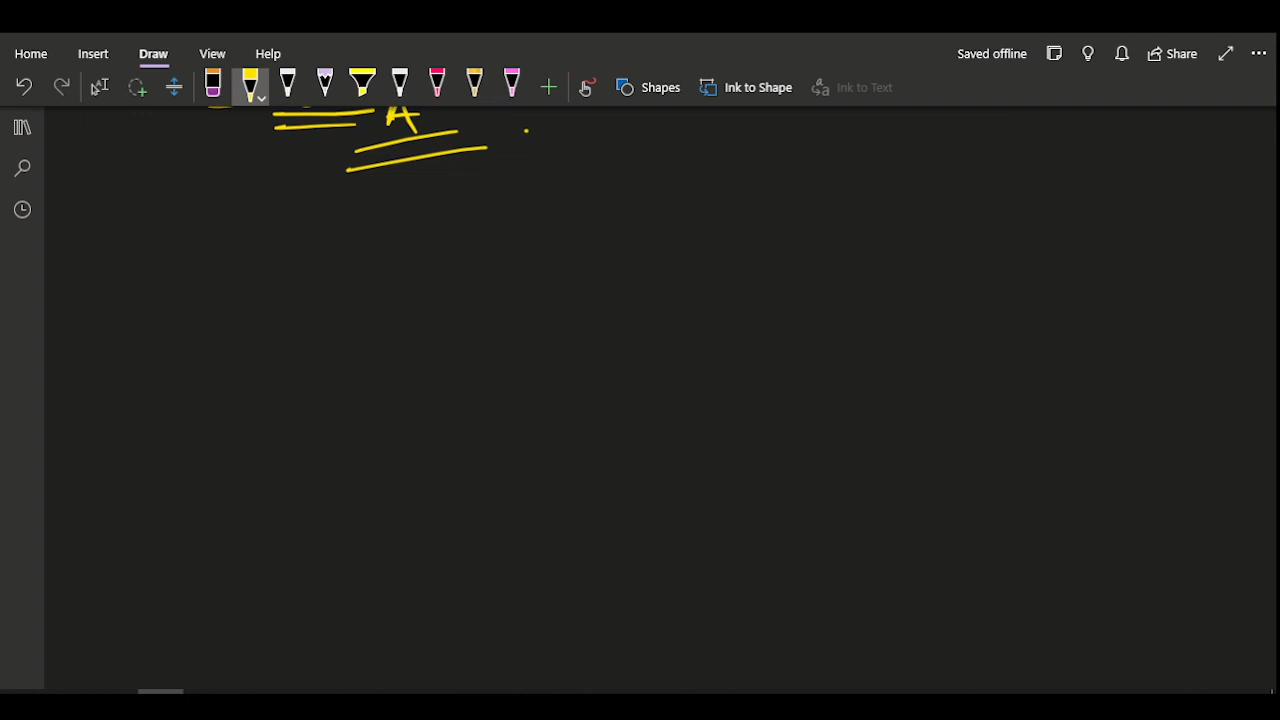 Home Insert Draw View Help Saved offline Share
Shapes Ink to Shape Ink to Text
A